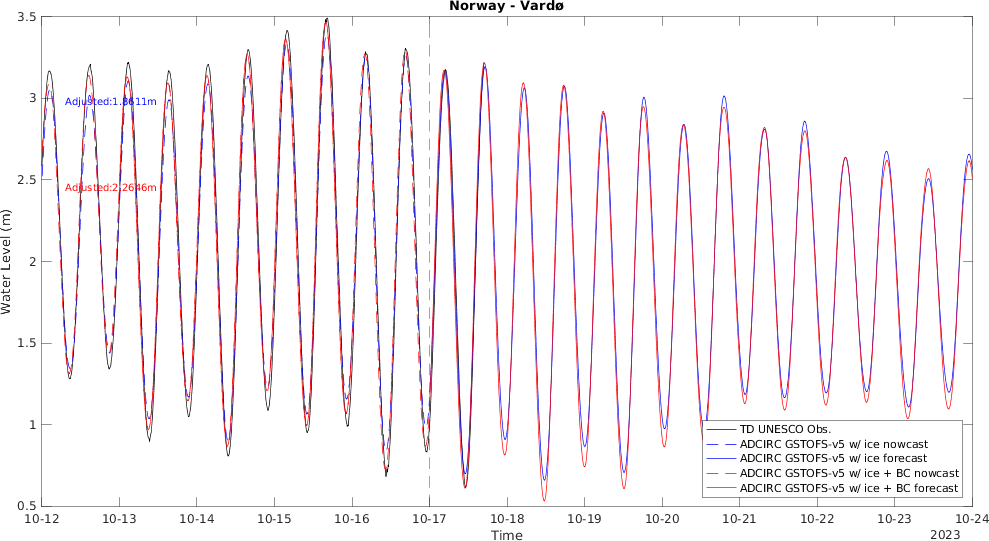 Norway - Vardø
3.5
3
2.5
2
1.5
1
0.5
Water Level (m)
Adjusted:1.8611m
Adjusted:2.2646m
TD UNESCO Obs.
ADCIRC GSTOFS-v5 w/ ice nowcast
ADCIRC GSTOFS-v5 w/ ice forecast
ADCIRC GSTOFS-v5 w/ ice + BC nowcast
ADCIRC GSTOFS-v5 w/ ice + BC forecast
10-12 10-13 10-14 10-15 10-16 10-17 10-18 10-19 10-20 10-21 10-22 10-23 10-24
Time
2023